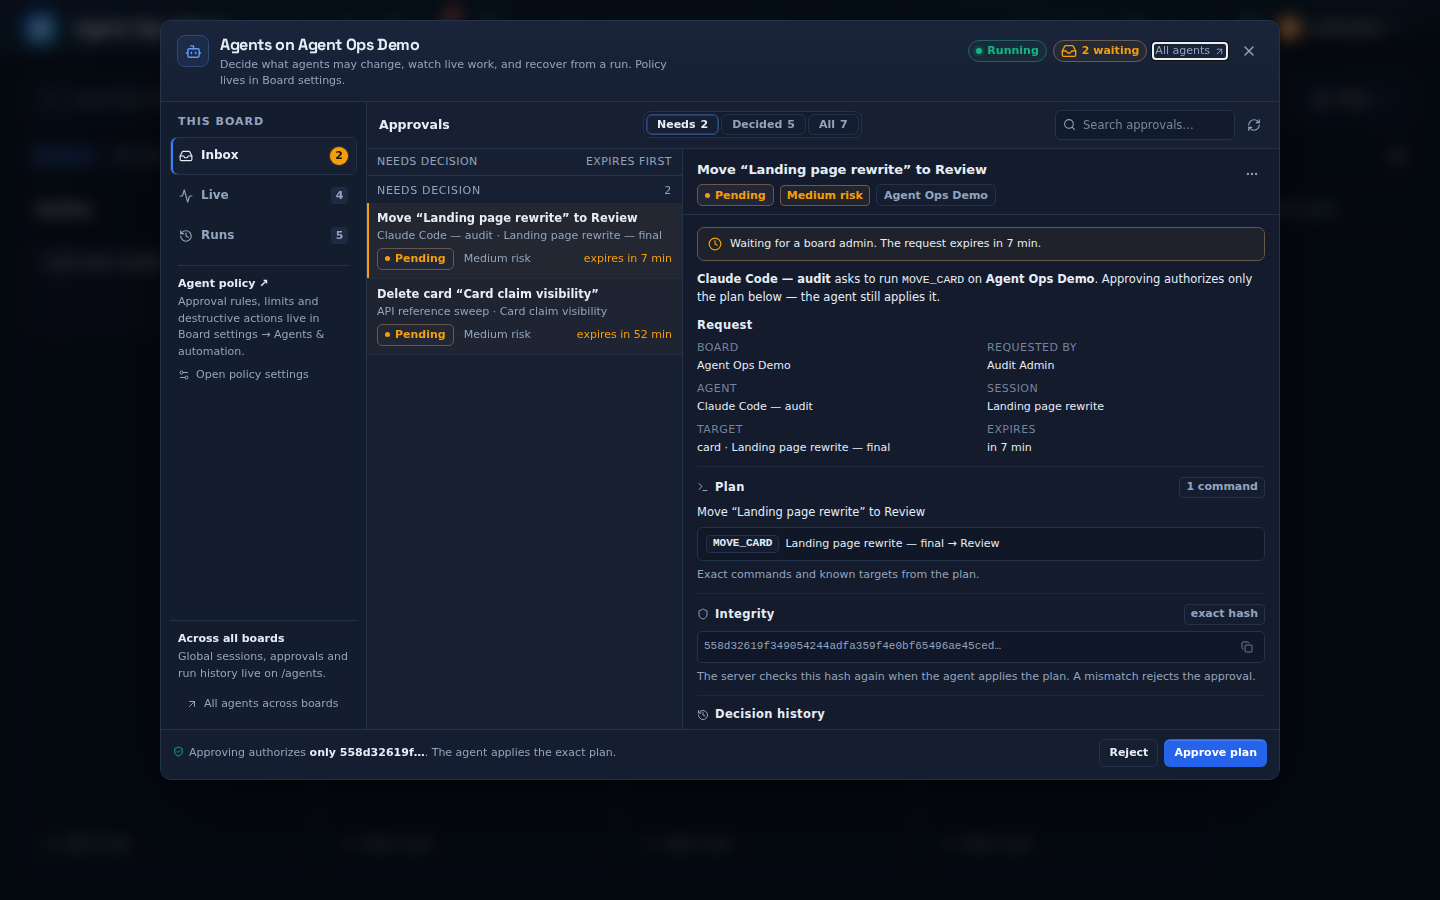 Agents on Agent Ops Demo
Decide what agents may change, watch live work, and recover from a run. Policy
lives in Board settings.
Running
2 waiting
All agents ↗
THIS BOARD
Inbox 2
Live 4
Runs 5
Agent policy ↗
Approval rules, limits and
destructive actions live in
Board settings → Agents &
automation.
Open policy settings
Across all boards
Global sessions, approvals and
run history live on /agents.
All agents across boards
Approvals
Needs 2
Decided 5
All 7
Search approvals...
NEEDS DECISION EXPIRES FIRST
NEEDS DECISION 2
Move “Landing page rewrite” to Review
Claude Code — audit · Landing page rewrite — final
Pending Medium risk expires in 7 min
Delete card “Card claim visibility”
API reference sweep · Card claim visibility
Pending Medium risk expires in 52 min
Move “Landing page rewrite” to Review
Pending Medium risk Agent Ops Demo
Waiting for a board admin. The request expires in 7 min.
Claude Code — audit asks to run MOVE_CARD on Agent Ops Demo. Approving authorizes only
the plan below — the agent still applies it.
Request
BOARD REQUESTED BY
Agent Ops Demo Audit Admin
AGENT SESSION
Claude Code — audit Landing page rewrite
TARGET EXPIRES
card · Landing page rewrite — final in 7 min
Plan 1 command
Move “Landing page rewrite” to Review
MOVE_CARD Landing page rewrite — final → Review
Exact commands and known targets from the plan.
Integrity exact hash
558d32619f349054244adfa359f4e0bf65496ae45ced…
The server checks this hash again when the agent applies the plan. A mismatch rejects the approval.
Decision history
Approving authorizes only 558d32619f…. The agent applies the exact plan.
Reject
Approve plan